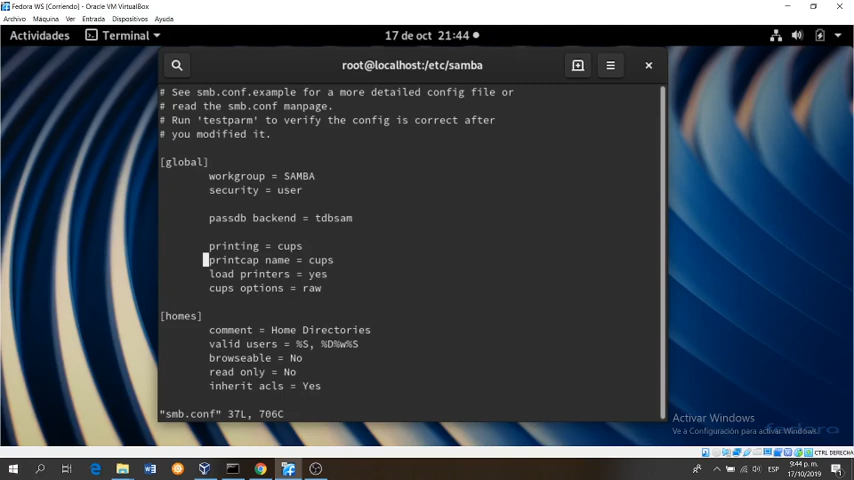 Fedora WS [Corriendo] - Oracle VM VirtualBox
Archivo Máquina Ver Entrada Dispositivos Ayuda
Actividades Terminal 17 de oct 21:44
root@localhost:/etc/samba
# See smb.conf.example for a more detailed config file or
# read the smb.conf manpage.
# Run 'testparm' to verify the config is correct after
# you modified it.
[global]
workgroup = SAMBA
security = user
passdb backend = tdbsam
printing = cups
printcap name = cups
load printers = yes
cups options = raw
[homes]
comment = Home Directories
valid users = %S, %D%w%S
browseable = No
read only = No
inherit acls = Yes
"smb.conf" 37L, 706C
Activar Windows
Ve a Configuración para activar Windows.
fedora
CTRL DERECHA
ESP
9:44 p. m.
17/10/2019